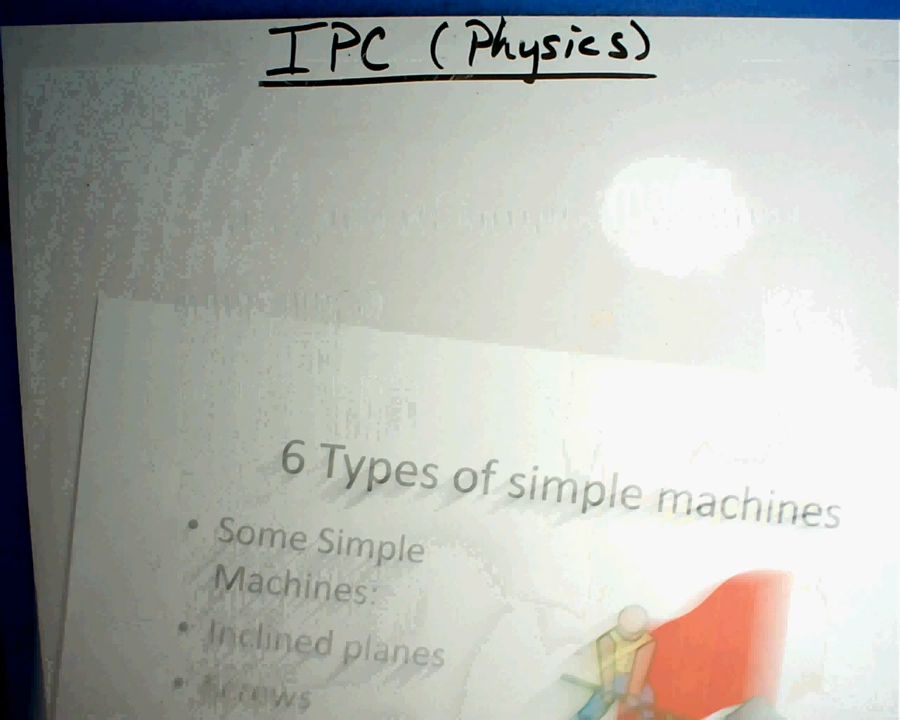 IPC (Physics)
6 Types of simple machines
• Some Simple
Machines:
• Inclined planes